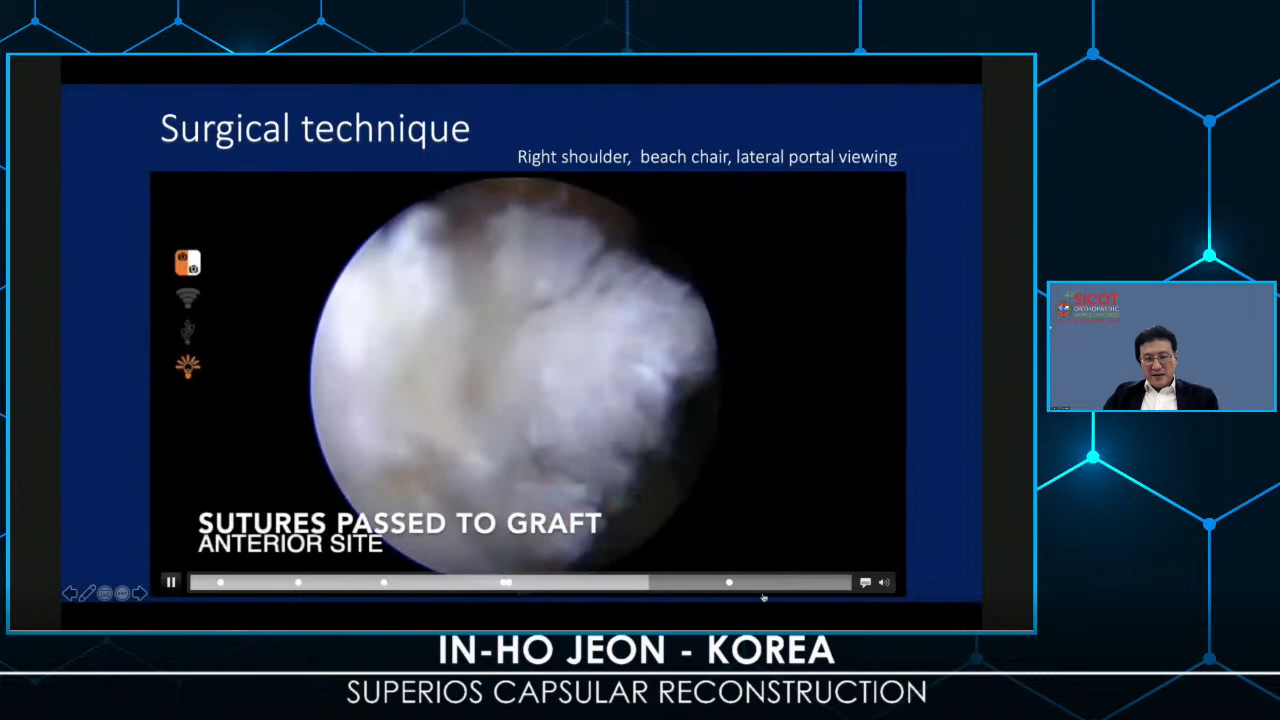 Surgical technique
Right shoulder, beach chair, lateral portal viewing
SICOT
ORTHOPAEDIC
SUTURES PASSED TO GRAFT
ANTERIOR SITE
IN-HO JEON - KOREA
SUPERIOS CAPSULAR RECONSTRUCTION